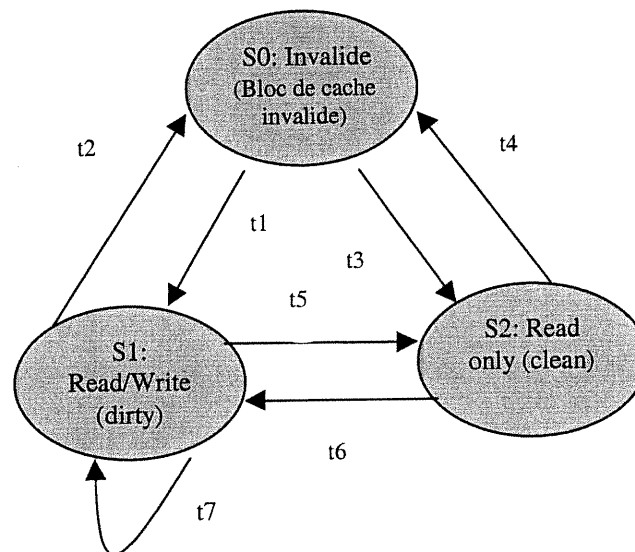 S0: Invalide
(Bloc de cache
invalide)
t2
t4
t1
t3
t5
S1:
Read/Write
(dirty)
S2: Read
only (clean)
t6
t7